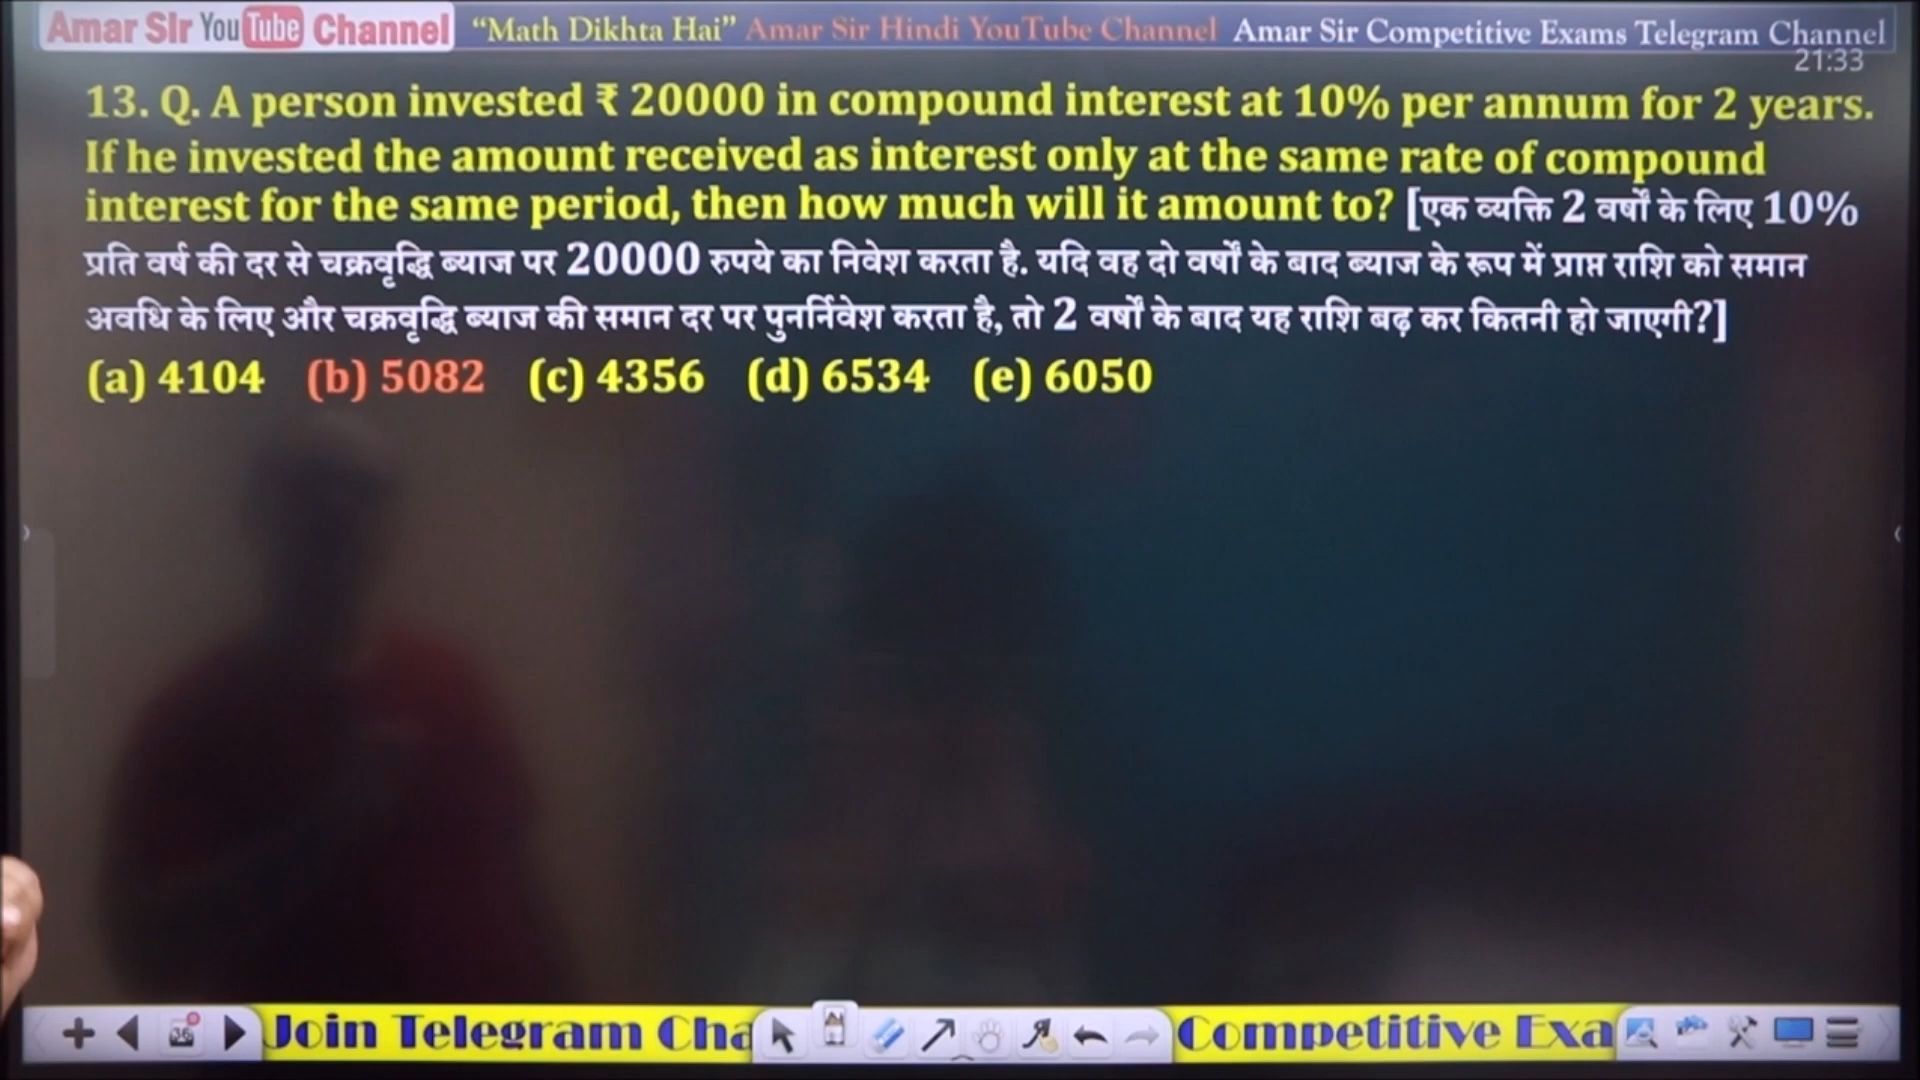 Amar Sir YouTube Channel “Math Dikhta Hai” Amar Sir Hindi YouTube Channel Amar Sir Competitive Exams Telegram Channel
21:33
13. Q. A person invested ₹ 20000 in compound interest at 10% per annum for 2 years.
If he invested the amount received as interest only at the same rate of compound
interest for the same period, then how much will it amount to? [एक व्यक्ति 2 वर्षों के लिए 10%
प्रति वर्ष की दर से चक्रवृद्धि ब्याज पर 20000 रुपये का निवेश करता है. यदि वह दो वर्षों के बाद ब्याज के रूप में प्राप्त राशि को समान
अवधि के लिए और चक्रवृद्धि ब्याज की समान दर पर पुनर्निवेश करता है, तो 2 वर्षों के बाद यह राशि बढ़ कर कितनी हो जाएगी?]
(a) 4104 (b) 5082 (c) 4356 (d) 6534 (e) 6050
36 Join Telegram Cha Competitive Exa